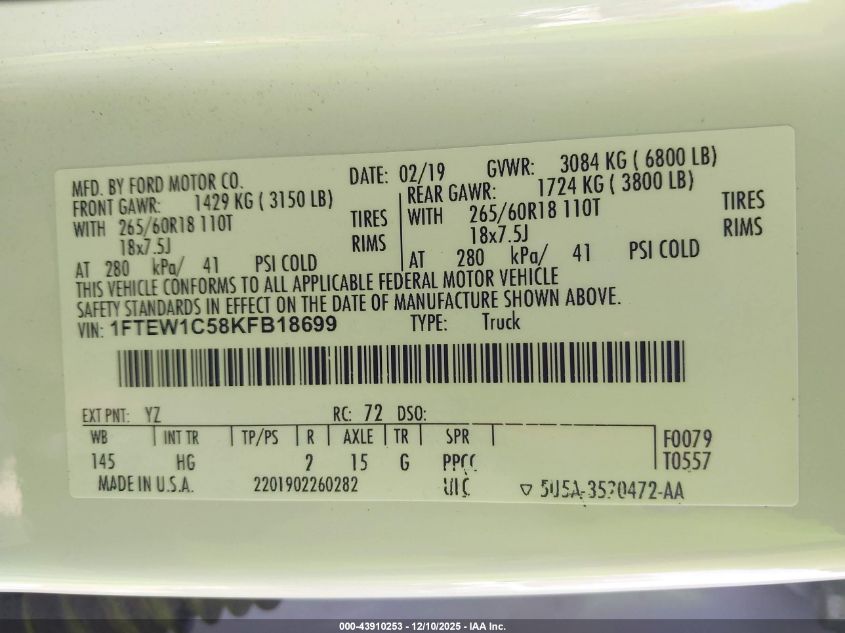 MFD. BY FORD MOTOR CO.
DATE: 02/19 GVWR: 3084 KG ( 6800 LB)
FRONT GAWR: 1429 KG ( 3150 LB)
REAR GAWR: 1724 KG ( 3800 LB)
WITH 265/60R18 110T TIRES
WITH 265/60R18 110T TIRES
18x7.5J RIMS
18x7.5J RIMS
AT 280 kPa/ 41 PSI COLD
AT 280 kPa/ 41 PSI COLD
THIS VEHICLE CONFORMS TO ALL APPLICABLE FEDERAL MOTOR VEHICLE
SAFETY STANDARDS IN EFFECT ON THE DATE OF MANUFACTURE SHOWN ABOVE.
VIN: 1FTEW1C58KFB18699 TYPE: Truck
EXT PNT: YZ RC: 72 DSO:
WB INT TR TP/PS R AXLE TR SPR
F0079
145 HG 2 15 G
T0557
MADE IN U.S.A. 2201902260282
000-43910253 – 12/10/2025 – IAA Inc.